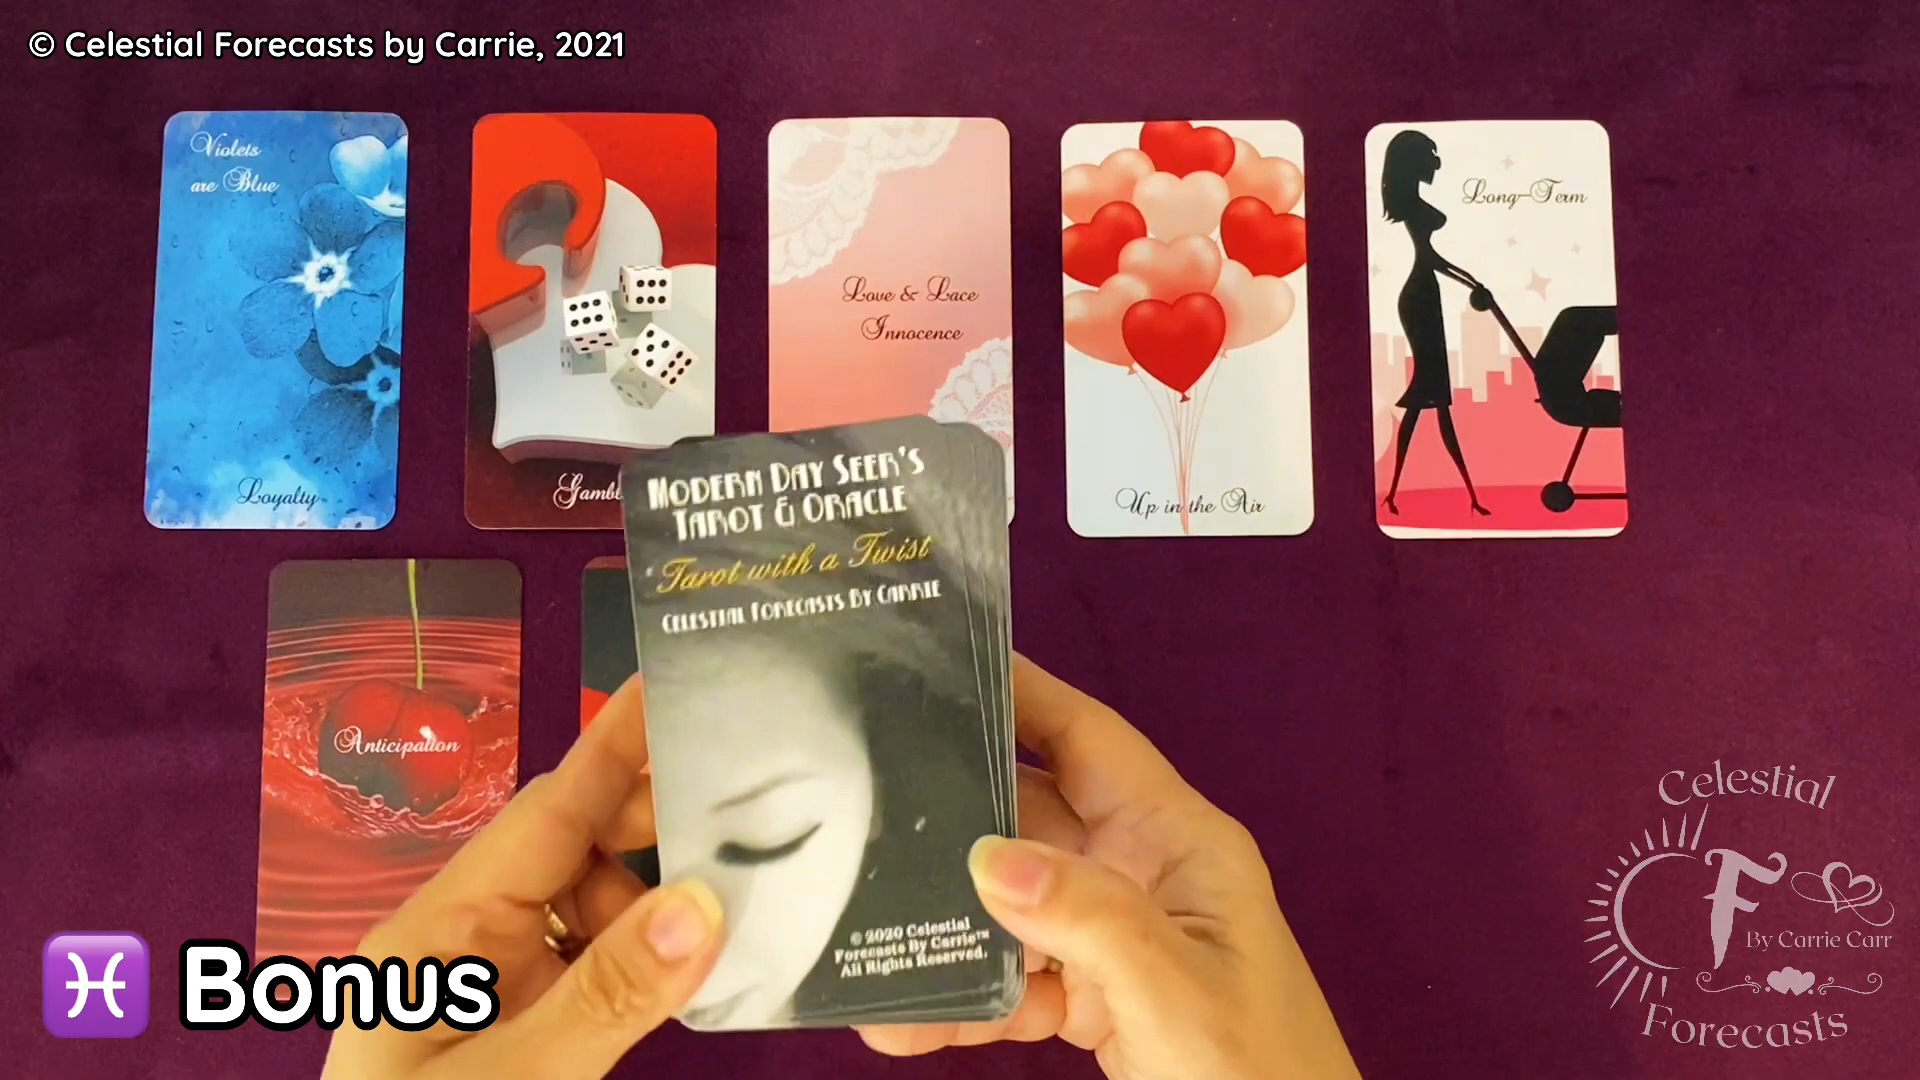 © Celestial Forecasts by Carrie, 2021
Violets
are Blue
Loyalty
Love & Lace
Innocence
Up in the Air
Long-Term
Anticipation
Modern Day Seer's
Tarot & Oracle
Tarot with a Twist
Celestial Forecasts By Carrie
© 2020 Celestial
Forecasts By Carrie™
All Rights Reserved.
♓ Bonus
Celestial
F
By Carrie Carr
Forecasts